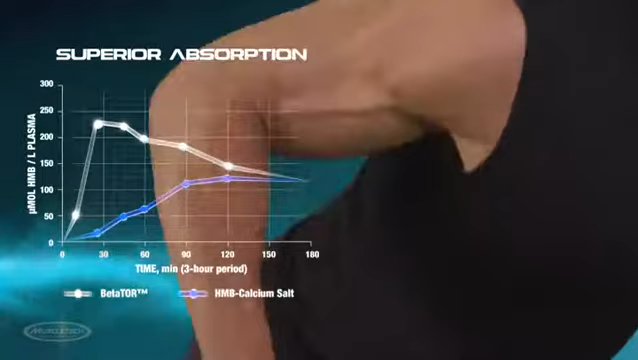 SUPERIOR ABSORPTION
300
250
200
150
100
50
0
µMOL HMB / L PLASMA
0 30 60 90 120 150 180
TIME, min (3-hour period)
BetaTOR™ HMB-Calcium Salt
MUSCLETECH